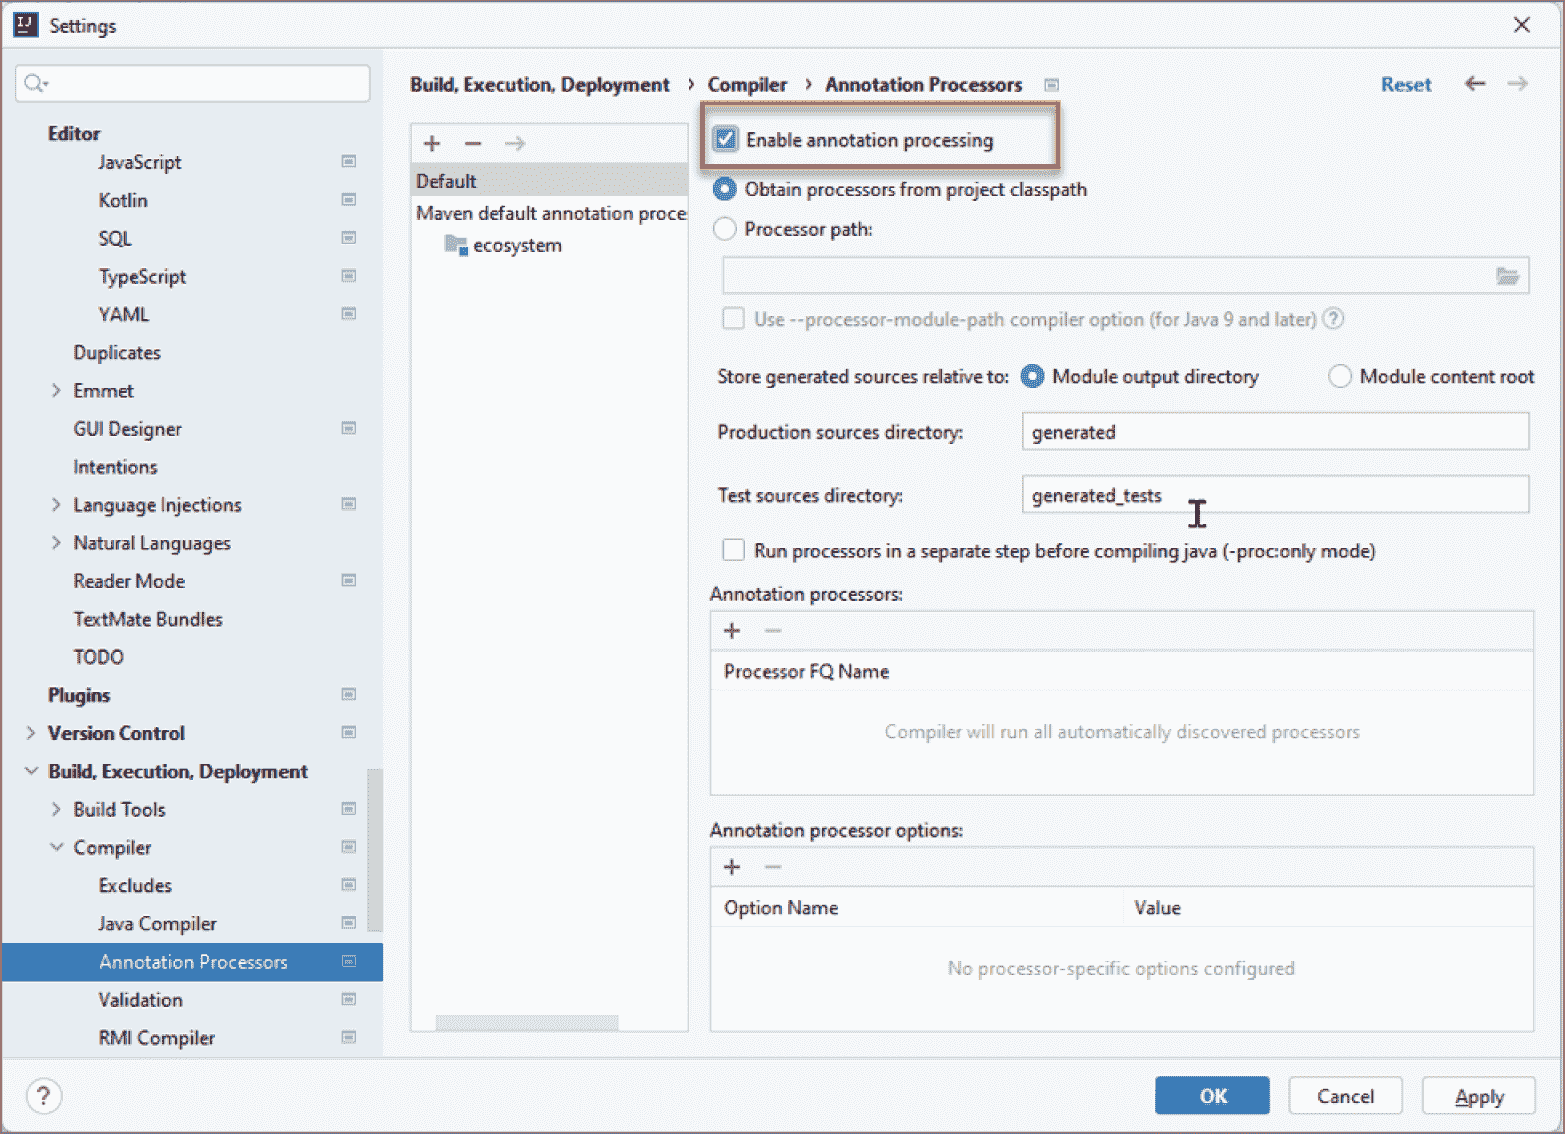 Settings
Build, Execution, Deployment › Compiler › Annotation Processors
Reset
Editor
JavaScript
Kotlin
SQL
TypeScript
YAML
Duplicates
Emmet
GUI Designer
Intentions
Language Injections
Natural Languages
Reader Mode
TextMate Bundles
TODO
Plugins
Version Control
Build, Execution, Deployment
Build Tools
Compiler
Excludes
Java Compiler
Annotation Processors
Validation
RMI Compiler
Default
Maven default annotation proce
ecosystem
Enable annotation processing
Obtain processors from project classpath
Processor path:
Use --processor-module-path compiler option (for Java 9 and later) ?
Store generated sources relative to: Module output directory Module content root
Production sources directory: generated
Test sources directory: generated_tests
Run processors in a separate step before compiling java (-proc:only mode)
Annotation processors:
Processor FQ Name
Compiler will run all automatically discovered processors
Annotation processor options:
Option Name Value
No processor-specific options configured
?
OK Cancel Apply